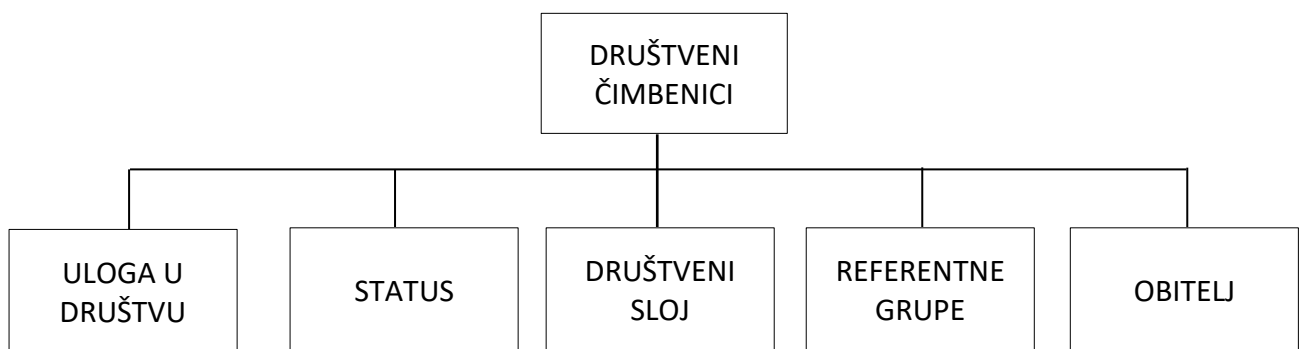 DRUŠTVENI
ČIMBENICI
ULOGA U
DRUŠTVU
STATUS
DRUŠTVENI
SLOJ
REFERENTNE
GRUPE
OBITELJ